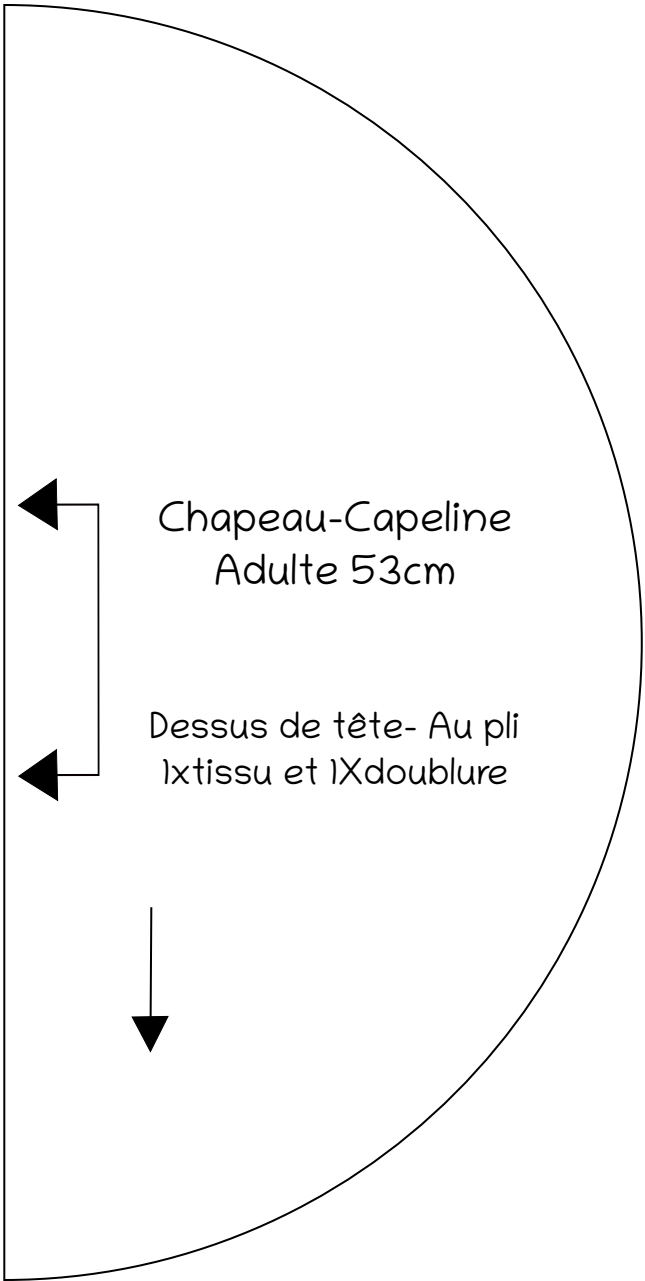 Chapeau-Capeline
Adulte 53cm
Dessus de tête- Au pli
1xtissu et 1Xdoublure